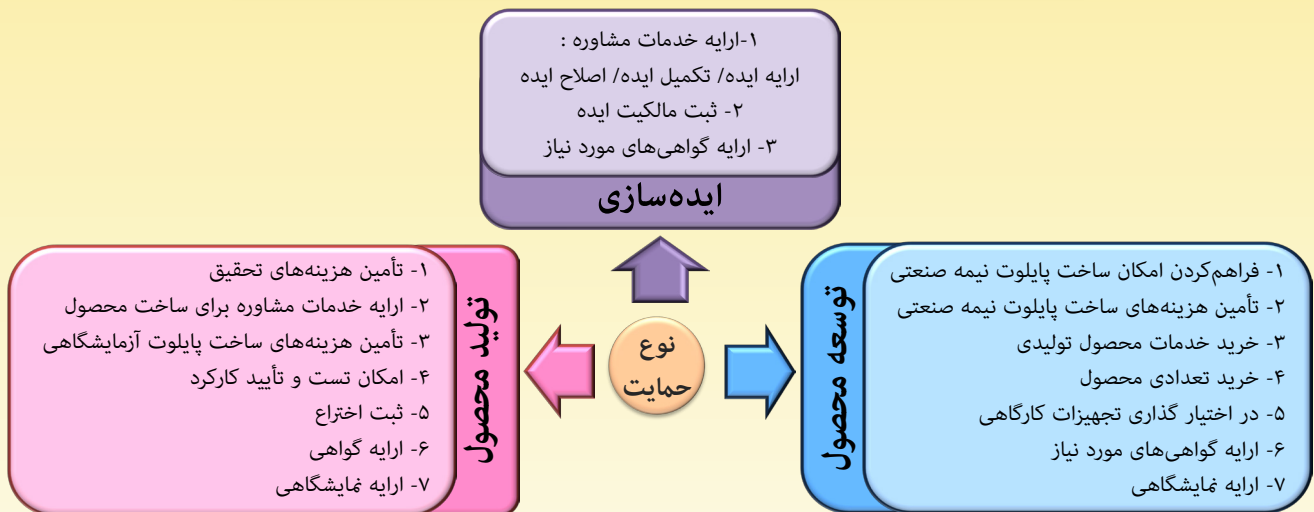 ۱-ارایه خدمات مشاوره :
ارایه ایده/ تکمیل ایده/ اصلاح ایده
۲- ثبت مالکیت ایده
۳- ارایه گواهی‌های مورد نیاز
ایده‌سازی
نوع
حمایت
توسعه محصول
۱- فراهم‌کردن امکان ساخت پایلوت نیمه صنعتی
۲- تأمین هزینه‌های ساخت پایلوت نیمه صنعتی
۳- خرید خدمات محصول تولیدی
۴- خرید تعدادی محصول
۵- در اختیار گذاری تجهیزات کارگاهی
۶- ارایه گواهی‌های مورد نیاز
۷- ارایه نمایشگاهی
تولید محصول
۱- تأمین هزینه‌های تحقیق
۲- ارایه خدمات مشاوره برای ساخت محصول
۳- تأمین هزینه‌های ساخت پایلوت آزمایشگاهی
۴- امکان تست و تأیید کارکرد
۵- ثبت اختراع
۶- ارایه گواهی
۷- ارایه نمایشگاهی